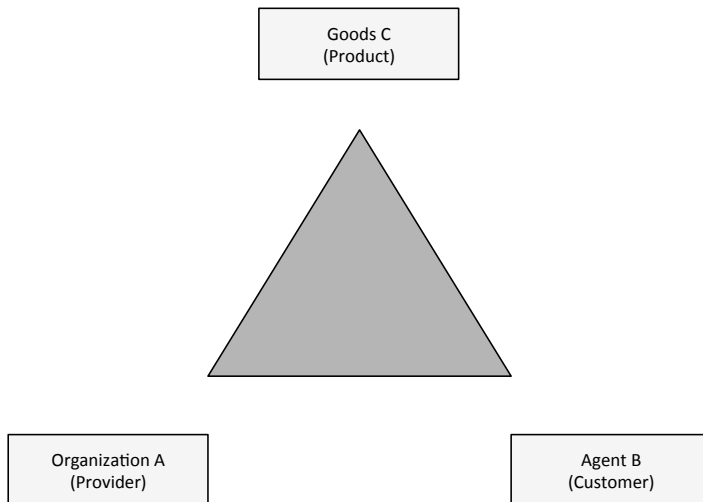 Goods C
(Product)
Organization A
(Provider)
Agent B
(Customer)